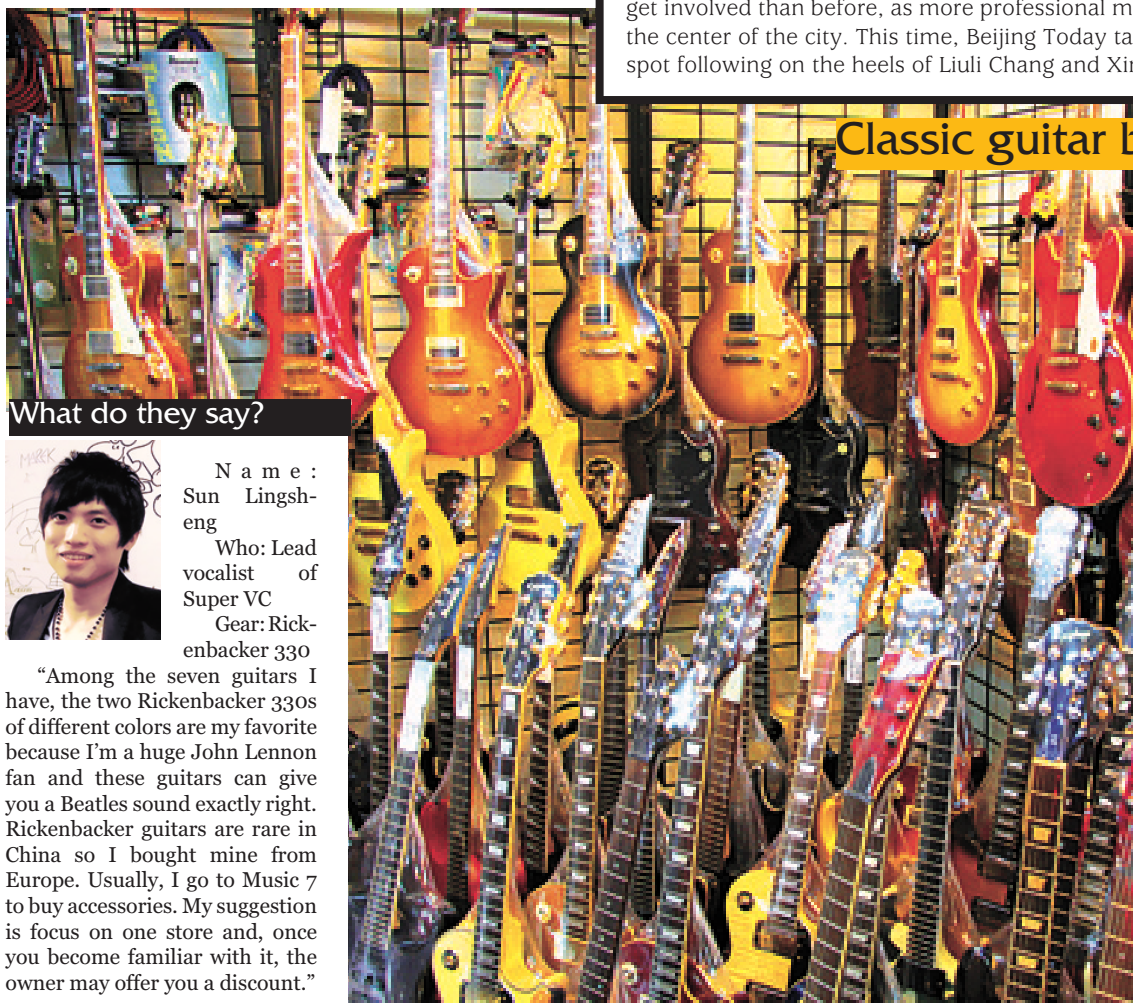 get involved than before, as more professional m
the center of the city. This time, Beijing Today ta
spot following on the heels of Liuli Chang and Xin
Classic guitar b
What do they say?
N a m e :
Sun Lingsh-
eng
Who: Lead
vocalist of
Super VC
Gear: Rick-
enbacker 330
“Among the seven guitars I
have, the two Rickenbacker 330s
of different colors are my favorite
because I’m a huge John Lennon
fan and these guitars can give
you a Beatles sound exactly right.
Rickenbacker guitars are rare in
China so I bought mine from
Europe. Usually, I go to Music 7
to buy accessories. My suggestion
is focus on one store and, once
you become familiar with it, the
owner may offer you a discount.”